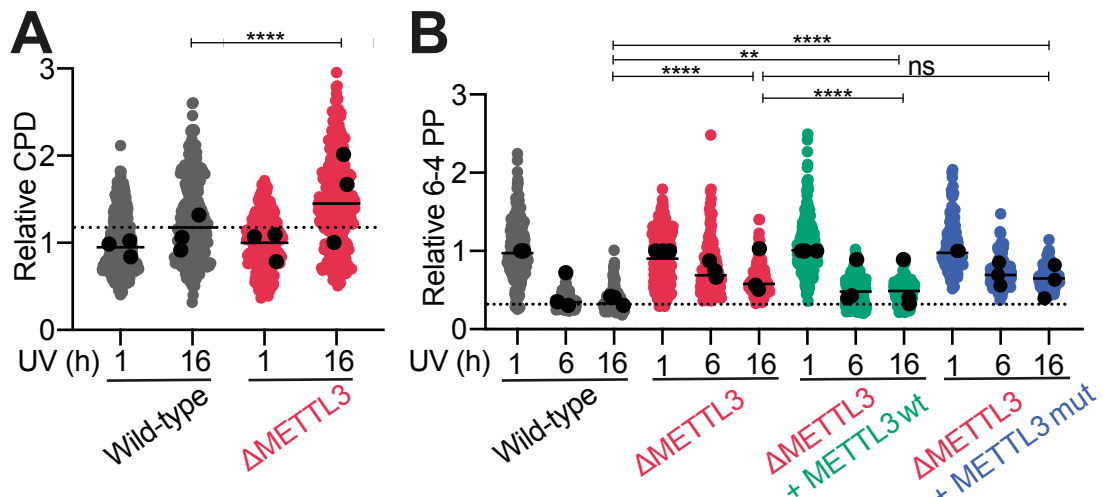 A
****
Relative CPD
3
2
1
0
UV (h) 1 16 1 16
Wild-type
ΔMETTL3
B
****
**
**** ns
****
Relative 6-4 PP
3
2
1
0
UV (h) 1 6 16 1 6 16 1 6 16 1 6 16
Wild-type
ΔMETTL3
ΔMETTL3
+ METTL3 wt
ΔMETTL3
+ METTL3 mut